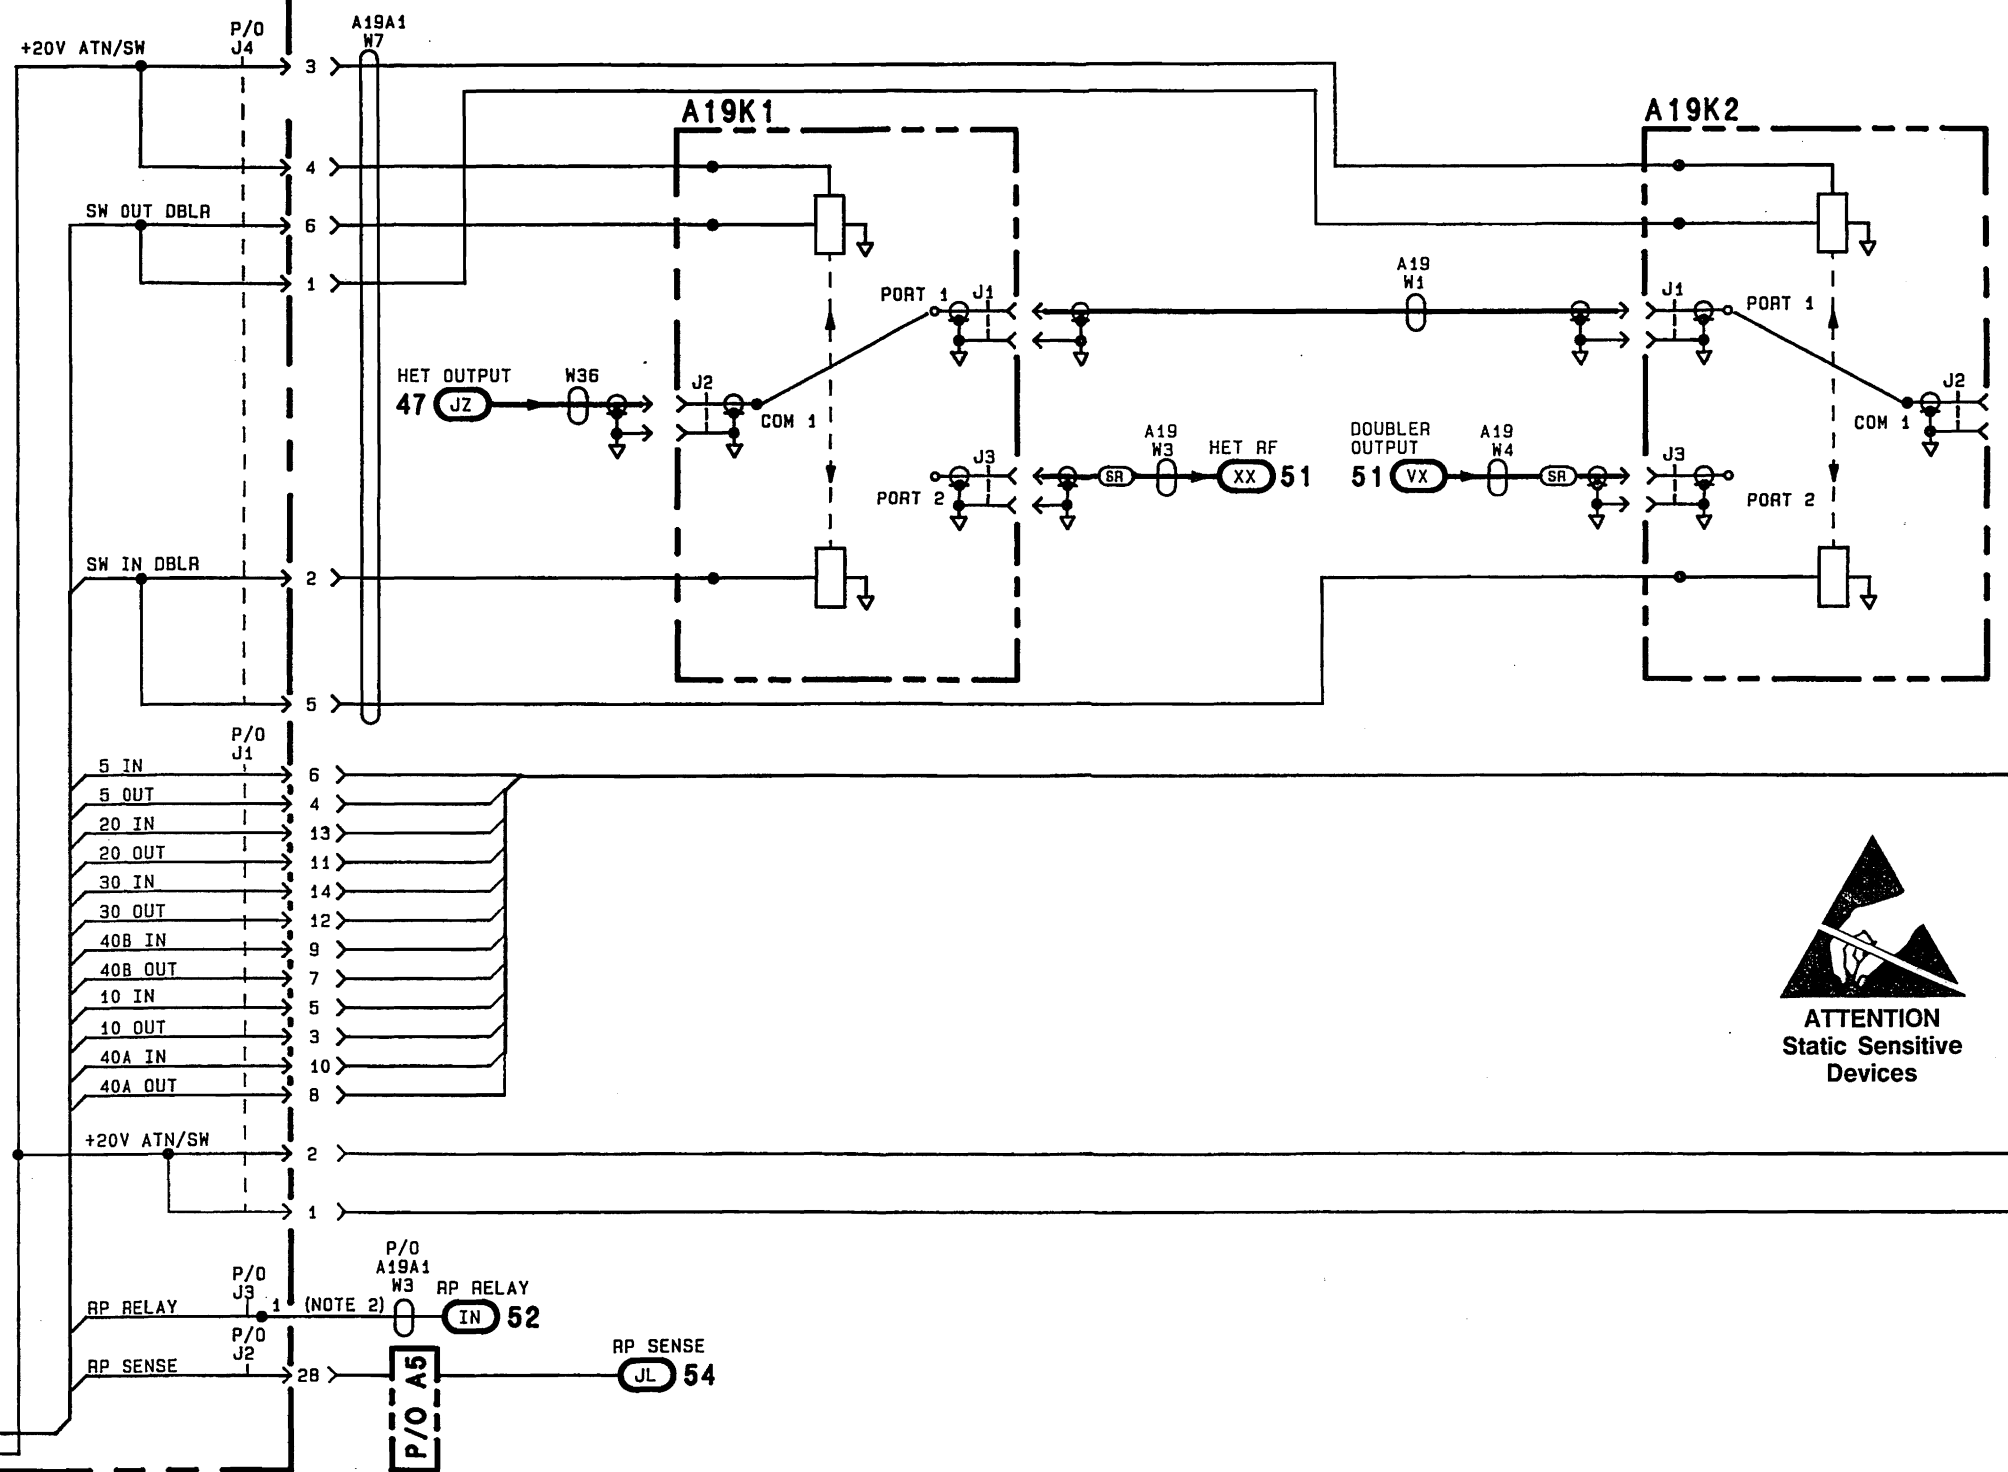 P/O
J4
A19A1
W7
+20V ATN/SW
3
A19K1
A19K2
4
SW OUT DBLR
6
1
PORT 1
J1
A19
W1
J1
PORT 1
HET OUTPUT
47
JZ
W36
J2
COM 1
J2
COM 1
J3
PORT 2
SR
A19
W3
HET RF
XX
51
DOUBLER
OUTPUT
51
VX
A19
W4
SR
J3
PORT 2
SW IN DBLR
2
5
P/O
J1
5 IN
6
5 OUT
4
20 IN
13
20 OUT
11
30 IN
14
30 OUT
12
40B IN
9
40B OUT
7
10 IN
5
10 OUT
3
40A IN
10
40A OUT
8
ATTENTION
Static Sensitive
Devices
+20V ATN/SW
2
1
P/O
J3
RP RELAY
1
(NOTE 2)
P/O
A19A1
W3
RP RELAY
IN
52
P/O
J2
RP SENSE
28
P/O A5
RP SENSE
JL
54